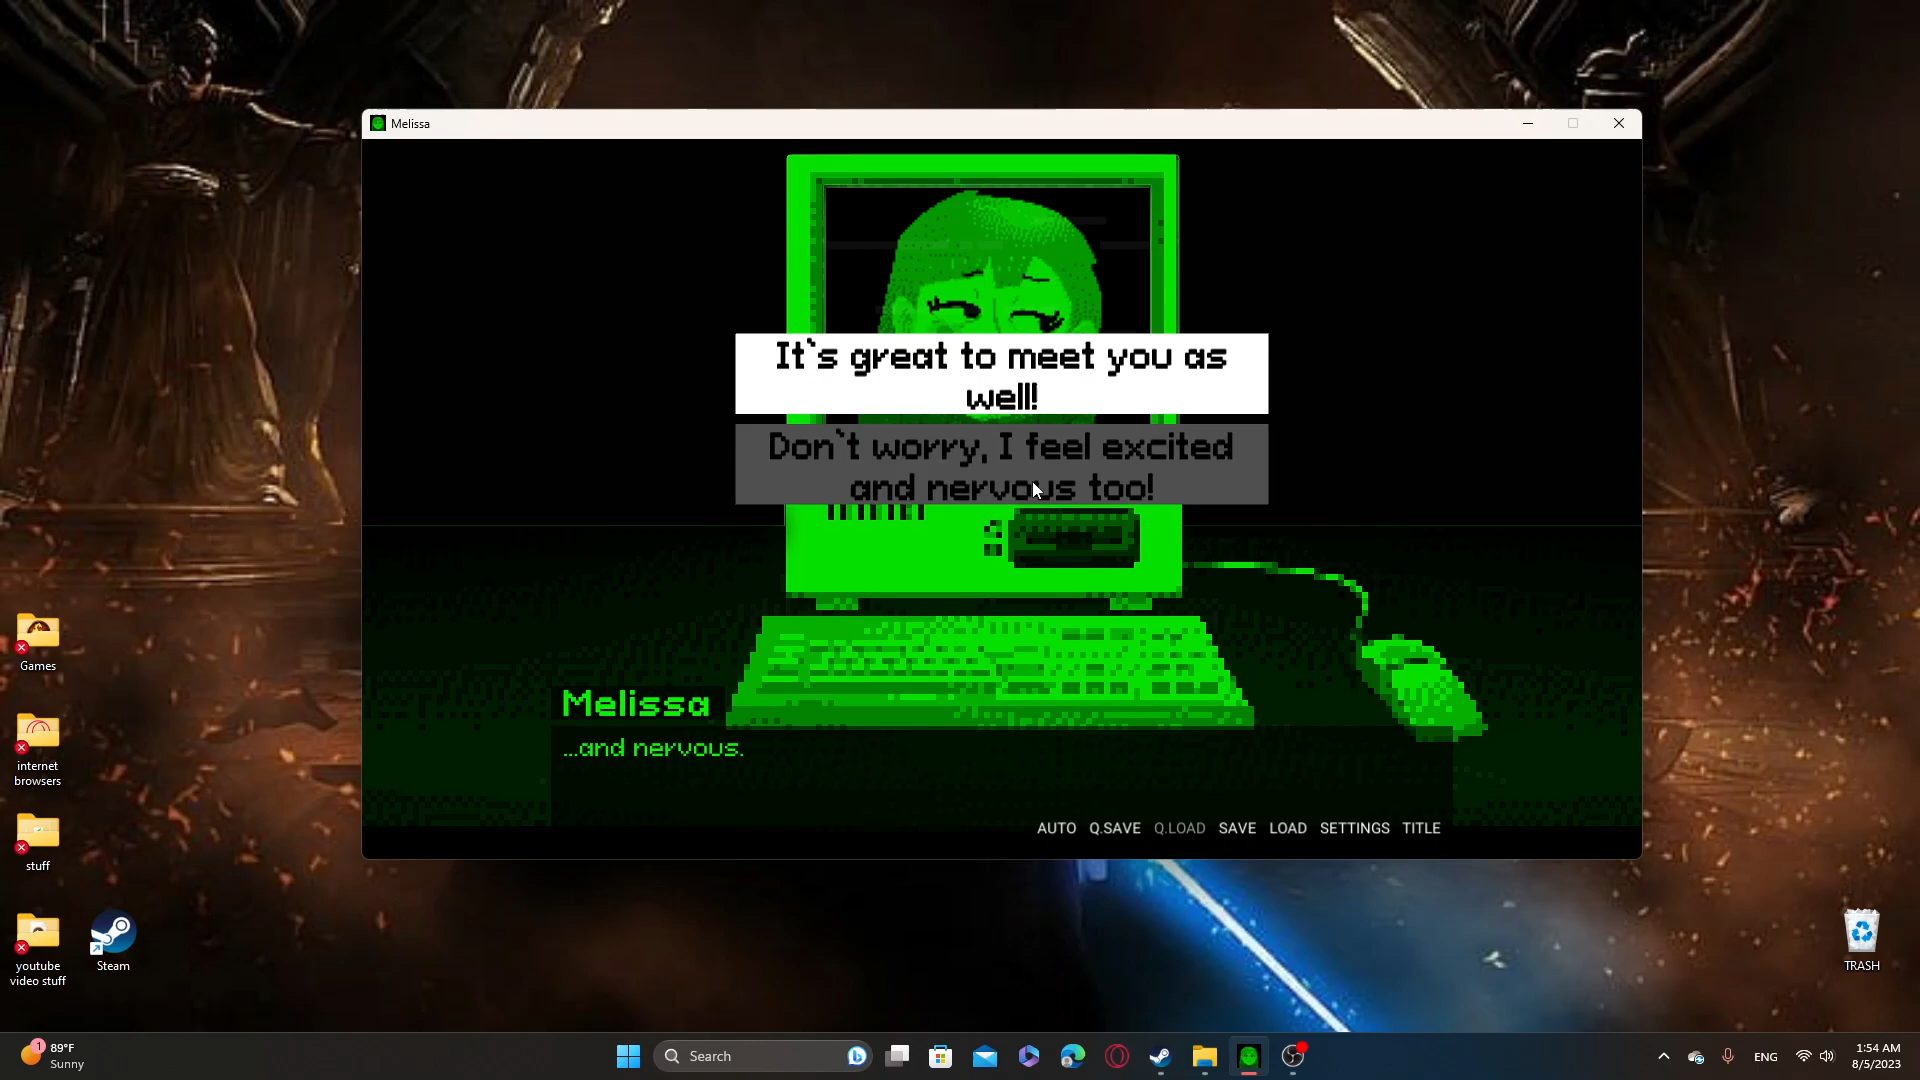 Melissa
It`s great to meet you as
well!
Don`t worry, I feel excited
and nervous too!
Melissa
...and nervous.
AUTO Q.SAVE Q.LOAD SAVE LOAD SETTINGS TITLE
Games
internet
browsers
stuff
youtube
video stuff
Steam
TRASH
1
89°F
Sunny
Search
ENG
1:54 AM
8/5/2023